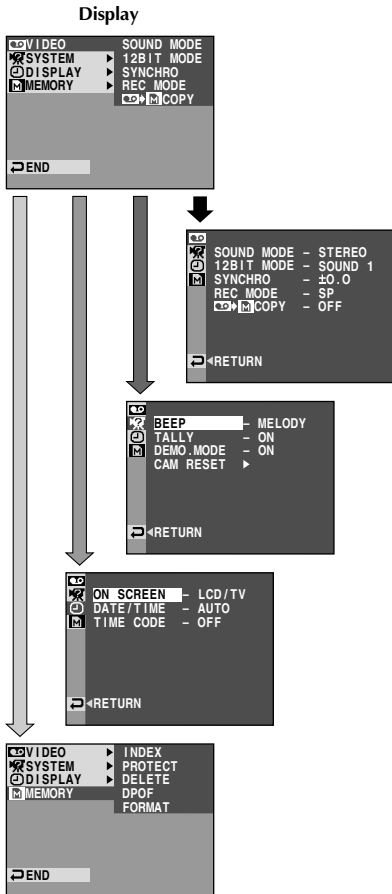 Display
VIDEO SOUND MODE
SYSTEM 12BIT MODE
DISPLAY SYNCHRO
MEMORY REC MODE
COPY
END
SOUND MODE – STEREO
12BIT MODE – SOUND 1
SYNCHRO – ±0.0
REC MODE – SP
COPY – OFF
RETURN
BEEP – MELODY
TALLY – ON
DEMO.MODE – ON
CAM RESET
RETURN
ON SCREEN – LCD/TV
DATE/TIME – AUTO
TIME CODE – OFF
RETURN
VIDEO INDEX
SYSTEM PROTECT
DISPLAY DELETE
MEMORY DPOF
FORMAT
END